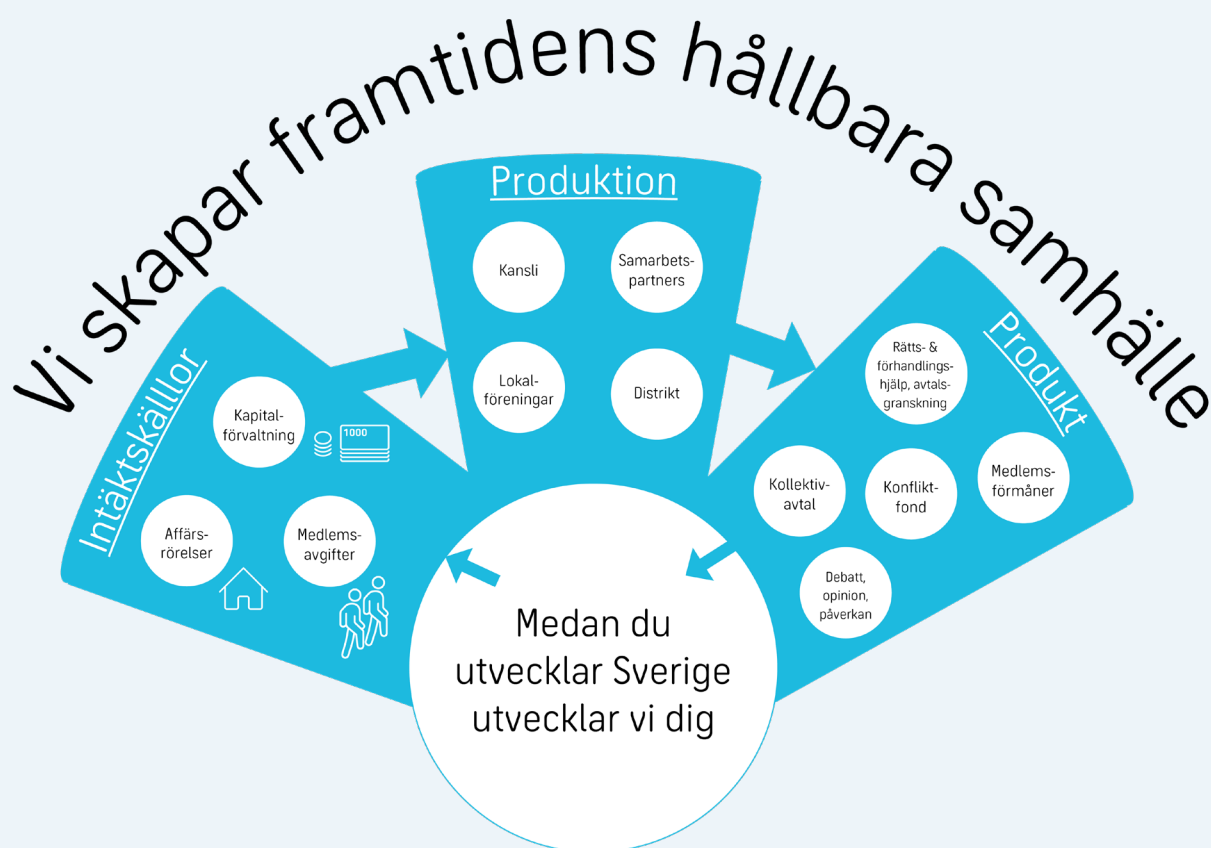 Vi skapar framtidens hållbara samhälle
Intäktskälllor
Kapital-
förvaltning
1000
Affärs-
rörelser
Medlems-
avgifter
Produktion
Kansli
Samarbets-
partners
Lokal-
föreningar
Distrikt
Produkt
Rätts- &
förhandlings-
hjälp, avtals-
granskning
Kollektiv-
avtal
Konflikt-
fond
Medlems-
förmåner
Debatt,
opinion,
påverkan
Medan du
utvecklar Sverige
utvecklar vi dig